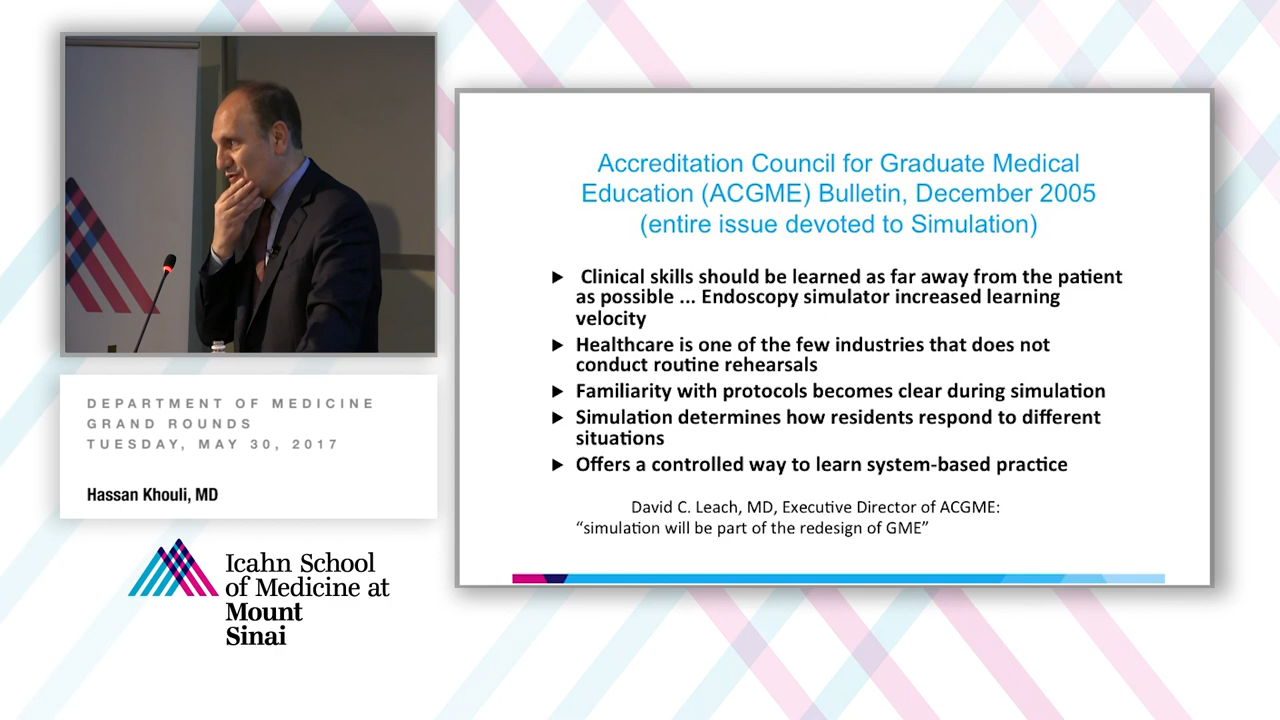 DEPARTMENT OF MEDICINE
GRAND ROUNDS
TUESDAY, MAY 30, 2017
Hassan Khouli, MD
Icahn School
of Medicine at
Mount
Sinai
Accreditation Council for Graduate Medical
Education (ACGME) Bulletin, December 2005
(entire issue devoted to Simulation)
▶ Clinical skills should be learned as far away from the patient
as possible ... Endoscopy simulator increased learning
velocity
▶ Healthcare is one of the few industries that does not
conduct routine rehearsals
▶ Familiarity with protocols becomes clear during simulation
▶ Simulation determines how residents respond to different
situations
▶ Offers a controlled way to learn system-based practice
David C. Leach, MD, Executive Director of ACGME:
“simulation will be part of the redesign of GME”